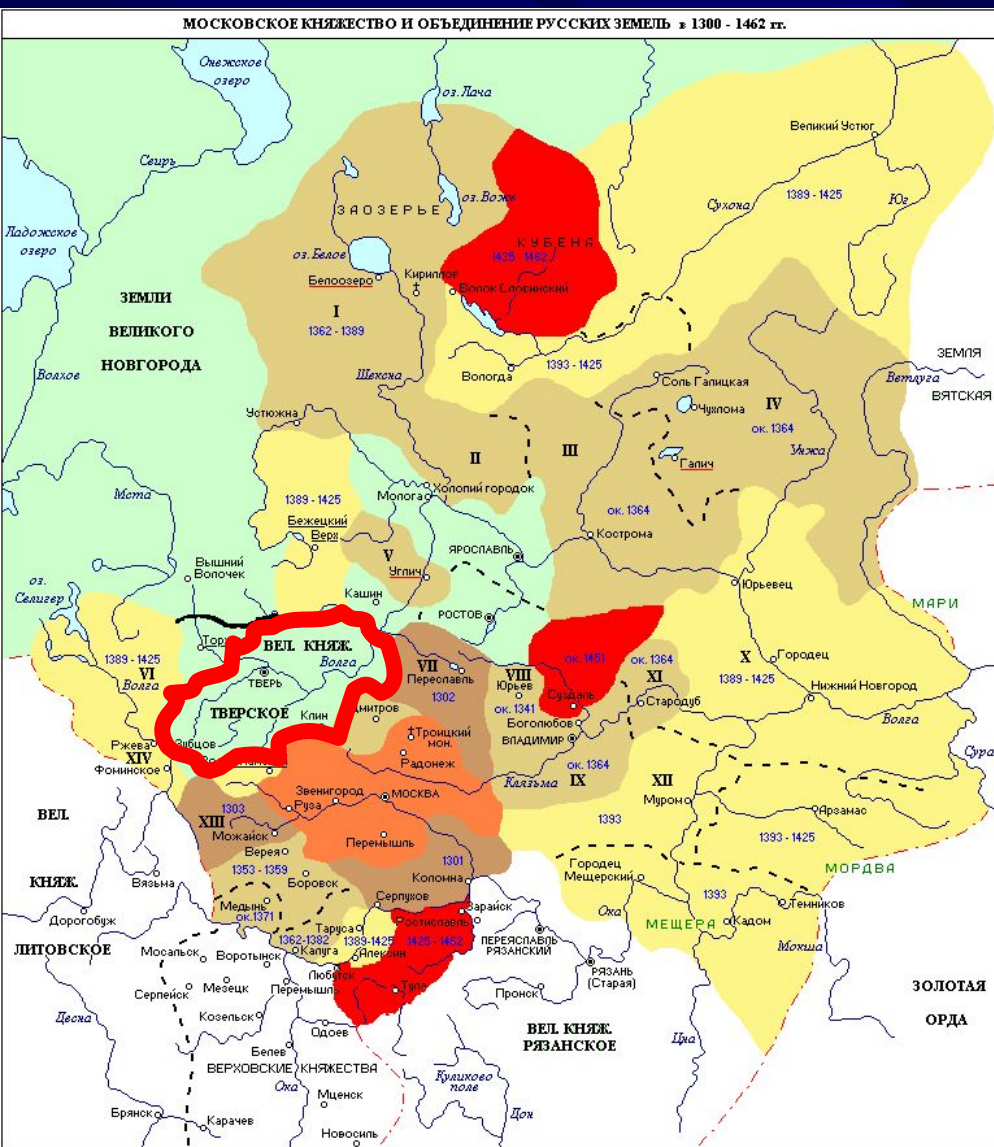 МОСКОВСКОЕ КНЯЖЕСТВО И ОБЪЕДИНЕНИЕ РУССКИХ ЗЕМЕЛЬ в 1300 - 1462 гг.
Онежское
озеро
оз. Лача
Великий Устюг
Свирь
оз. Воже
ЗАОЗЕРЬЕ
Сухона
1389 - 1425
Юг
Ладожское
озеро
КУБЕНА
1425 - 1462
оз. Белое
Белоозеро
Кириллов
Волок Словинский
ЗЕМЛИ
ВЕЛИКОГО
НОВГОРОДА
I
1362 - 1389
Волхов
Шексна
Вологда
1393 - 1425
ЗЕМЛЯ
ВЯТСКАЯ
Ветлуга
Соль Галицкая
Чухлома
IV
ок. 1364
Устюжна
II
III
Галич
Унжа
Мста
1389 - 1425
Молога
Холопий городок
ок. 1364
Бежецкий
Верх
Кострома
V
Углич
ЯРОСЛАВЛЬ
Вышний
Волочек
оз.
Селигер
Кашин
РОСТОВ
Юрьевец
МАРИ
ВЕЛ. КНЯЖ.
Волга
ТВЕРЬ
ТВЕРСКОЕ
Клин
1389 - 1425
VI
Волга
VII
Переславль
1302
VIII
Юрьев
ок. 1341
ок. 1451
Суздаль
ок. 1364
XI
Стародуб
X
1389 - 1425
Городец
Нижний Новгород
Волга
Боголюбов
ВЛАДИМИР
ок. 1364
IX
Клязьма
Сура
Ржева
XIV
Фоминское
Троицкий
мон.
Радонеж
Звенигород
Руза
МОСКВА
XII
Муром
Арзамас
ВЕЛ.
КНЯЖ.
ЛИТОВСКОЕ
1303
XIII
Можайск
Верея
Перемышль
1393
1393 - 1425
МОРДВА
1353 - 1359
Боровск
1301
Коломна
Городец
Мещерский
Вязьма
Дорогобуж
Медынь
ок.1371
Серпухов
Зарайск
1393
Темников
Ока
МЕЩЕРА
Кадом
Мокша
Таруса
1389-1425
1425 - 1462
1362-1382
Калуга
Алексин
ПЕРЕЯСЛАВЛЬ
РЯЗАНСКИЙ
Мосальск
Воротынск
Любутск
РЯЗАНЬ
(Старая)
Серпейск
Мезецк
Перемышль
Тула
Пронск
ЗОЛОТАЯ
ОРДА
Десна
Козельск
Одоев
ВЕЛ. КНЯЖ.
РЯЗАНСКОЕ
Цна
Белев
ВЕРХОВСКИЕ КНЯЖЕСТВА
Ока
Куликово
поле
Мценск
Дон
Брянск
Карачев
Новосиль